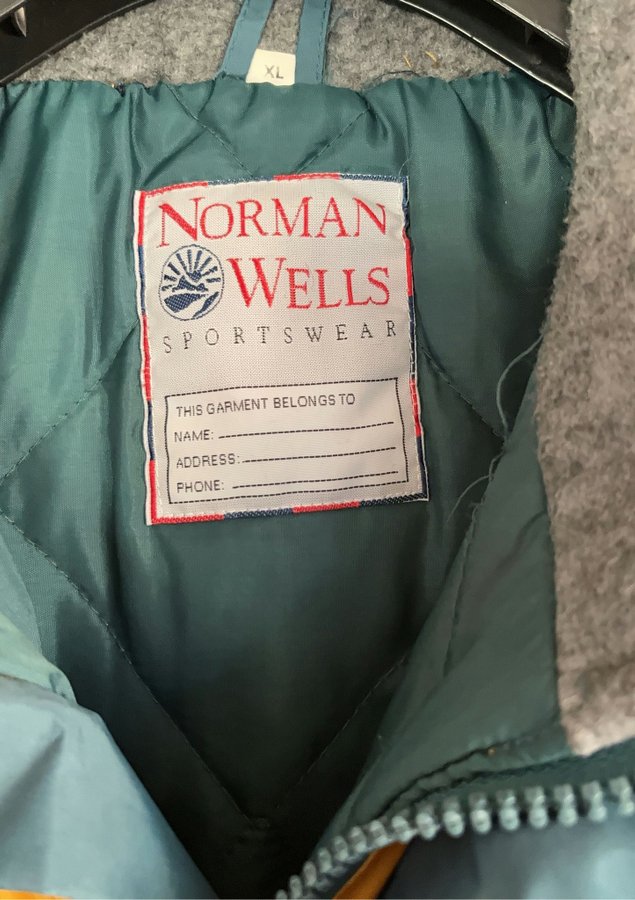 XL
NORMAN
WELLS
SPORTSWEAR
THIS GARMENT BELONGS TO
NAME:
ADDRESS:
PHONE: